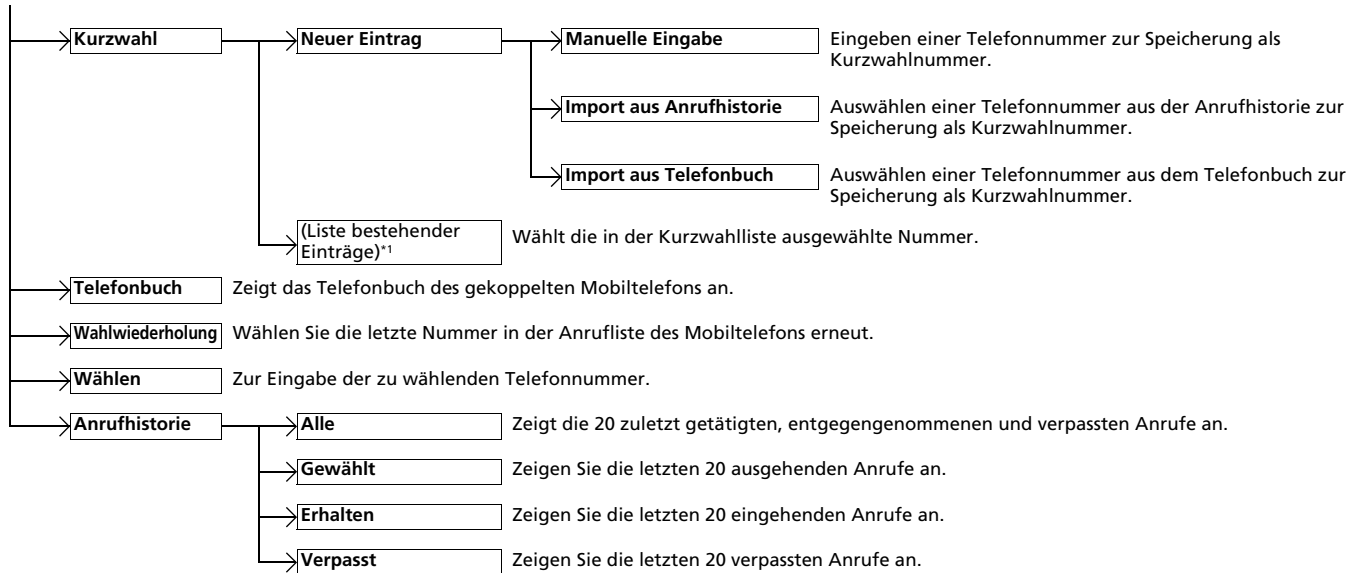 Kurzwahl
Neuer Eintrag
Manuelle Eingabe
Eingeben einer Telefonnummer zur Speicherung als
Kurzwahlnummer.
Import aus Anrufhistorie
Auswählen einer Telefonnummer aus der Anrufhistorie zur
Speicherung als Kurzwahlnummer.
Import aus Telefonbuch
Auswählen einer Telefonnummer aus dem Telefonbuch zur
Speicherung als Kurzwahlnummer.
(Liste bestehender
Einträge)*1
Wählt die in der Kurzwahlliste ausgewählte Nummer.
Telefonbuch
Zeigt das Telefonbuch des gekoppelten Mobiltelefons an.
Wahlwiederholung
Wählen Sie die letzte Nummer in der Anrufliste des Mobiltelefons erneut.
Wählen
Zur Eingabe der zu wählenden Telefonnummer.
Anrufhistorie
Alle
Zeigt die 20 zuletzt getätigten, entgegengenommenen und verpassten Anrufe an.
Gewählt
Zeigen Sie die letzten 20 ausgehenden Anrufe an.
Erhalten
Zeigen Sie die letzten 20 eingehenden Anrufe an.
Verpasst
Zeigen Sie die letzten 20 verpassten Anrufe an.